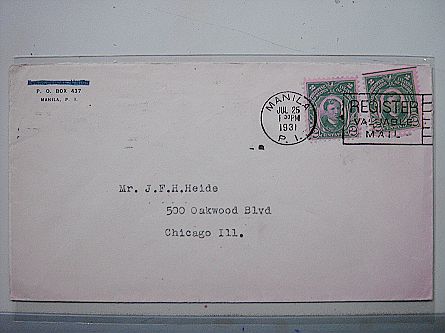 P. O. BOX 437
MANILA, P. I.
MANILA
JUL 25
1931
P. I.
REGISTER
VALUABLE
MAIL
Mr. J.F.H.Heide
500 Oakwood Blvd
Chicago Ill.